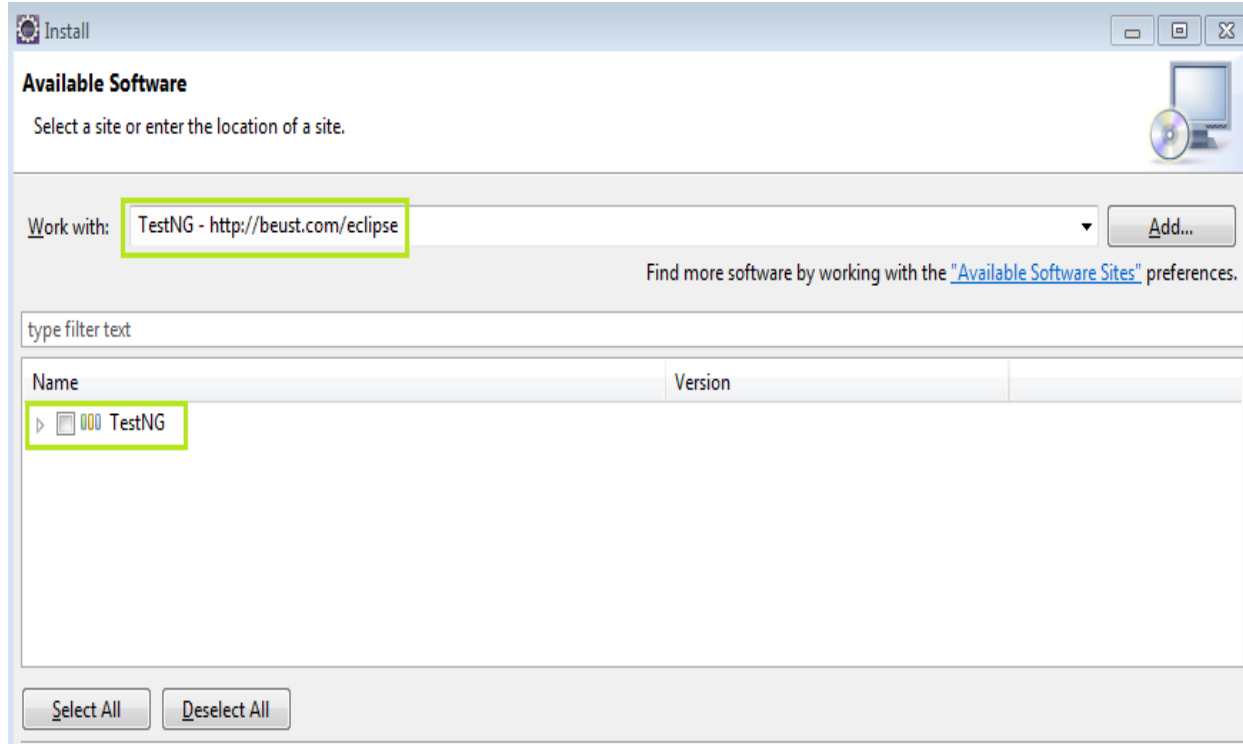 Install
Available Software
Select a site or enter the location of a site.
Work with: TestNG - http://beust.com/eclipse Add...
Find more software by working with the "Available Software Sites" preferences.
type filter text
Name Version
TestNG
Select All Deselect All